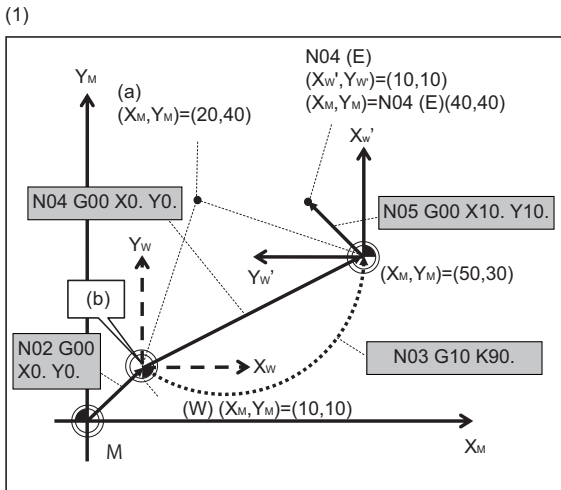 (1)
N04 (E)
(XW',YW')=(10,10)
(XM,YM)=N04 (E)(40,40)
YM
(a)
(XM,YM)=(20,40)
XW'
N04 G00 X0. Y0.
N05 G00 X10. Y10.
YW
YW'
(XM,YM)=(50,30)
(b)
N02 G00
X0. Y0.
XW
N03 G10 K90.
(W) (XM,YM)=(10,10)
M
XM